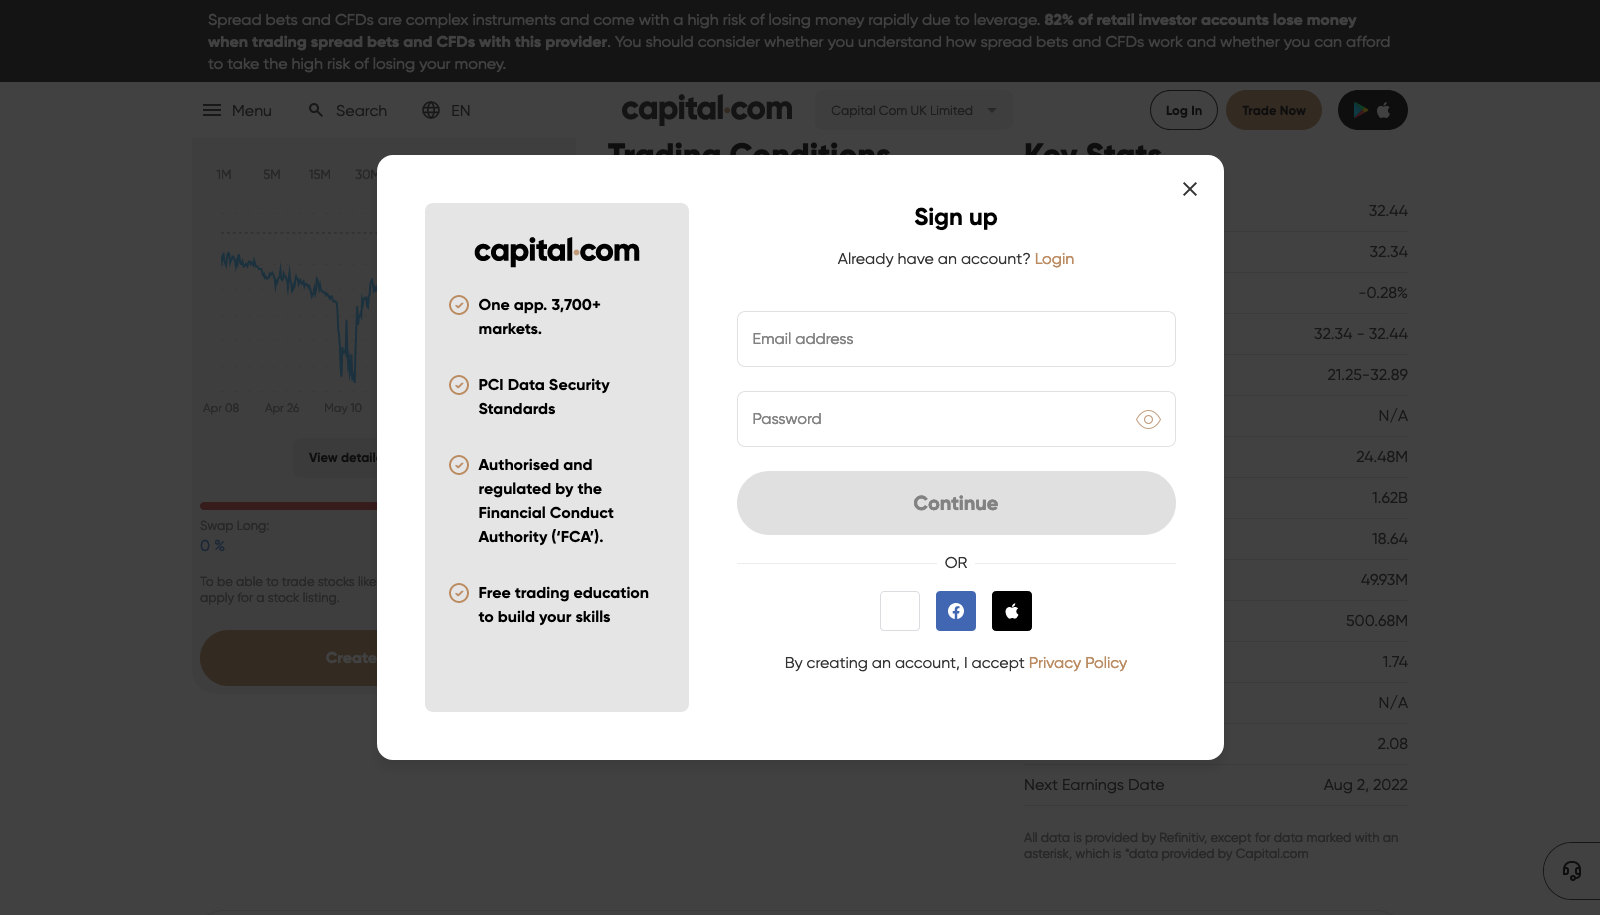 Spread bets and CFDs are complex instruments and come with a high risk of losing money rapidly due to leverage. 82% of retail investor accounts lose money
when trading spread bets and CFDs with this provider. You should consider whether you understand how spread bets and CFDs work and whether you can afford
to take the high risk of losing your money.
Menu Search EN capital.com Capital Com UK Limited Log In Trade Now
Trading Conditions Key Stats
1M 5M 15M 30M
Apr 08 Apr 26 May 10
View details
Swap Long:
0 %
To be able to trade stocks like
apply for a stock listing.
Create
capital.com
One app. 3,700+
markets.
PCI Data Security
Standards
Authorised and
regulated by the
Financial Conduct
Authority (‘FCA’).
Free trading education
to build your skills
Sign up
Already have an account? Login
Email address
Password
Continue
OR
By creating an account, I accept Privacy Policy
32.44
32.34
-0.28%
32.34 - 32.44
21.25-32.89
N/A
24.48M
1.62B
18.64
49.93M
500.68M
1.74
N/A
2.08
Next Earnings Date Aug 2, 2022
All data is provided by Refinitiv, except for data marked with an
asterisk, which is *data provided by Capital.com